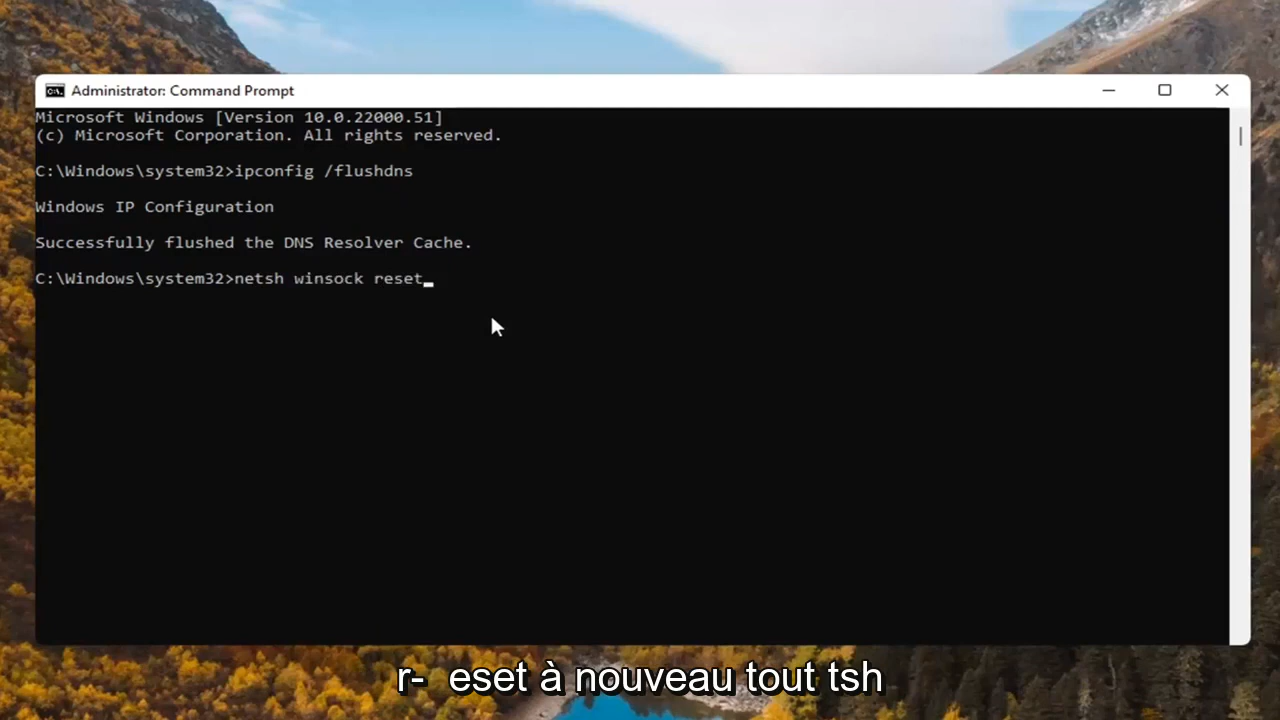 Administrator: Command Prompt
Microsoft Windows [Version 10.0.22000.51]
(c) Microsoft Corporation. All rights reserved.
C:\Windows\system32>ipconfig /flushdns
Windows IP Configuration
Successfully flushed the DNS Resolver Cache.
C:\Windows\system32>netsh winsock reset
r-  eset à nouveau tout tsh